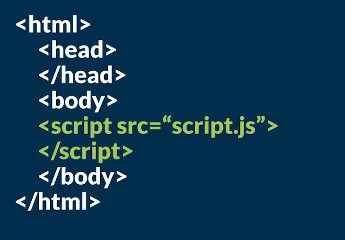 <html>
<head>
</head>
<body>
<script src=“script.js”>
</script>
</body>
</html>